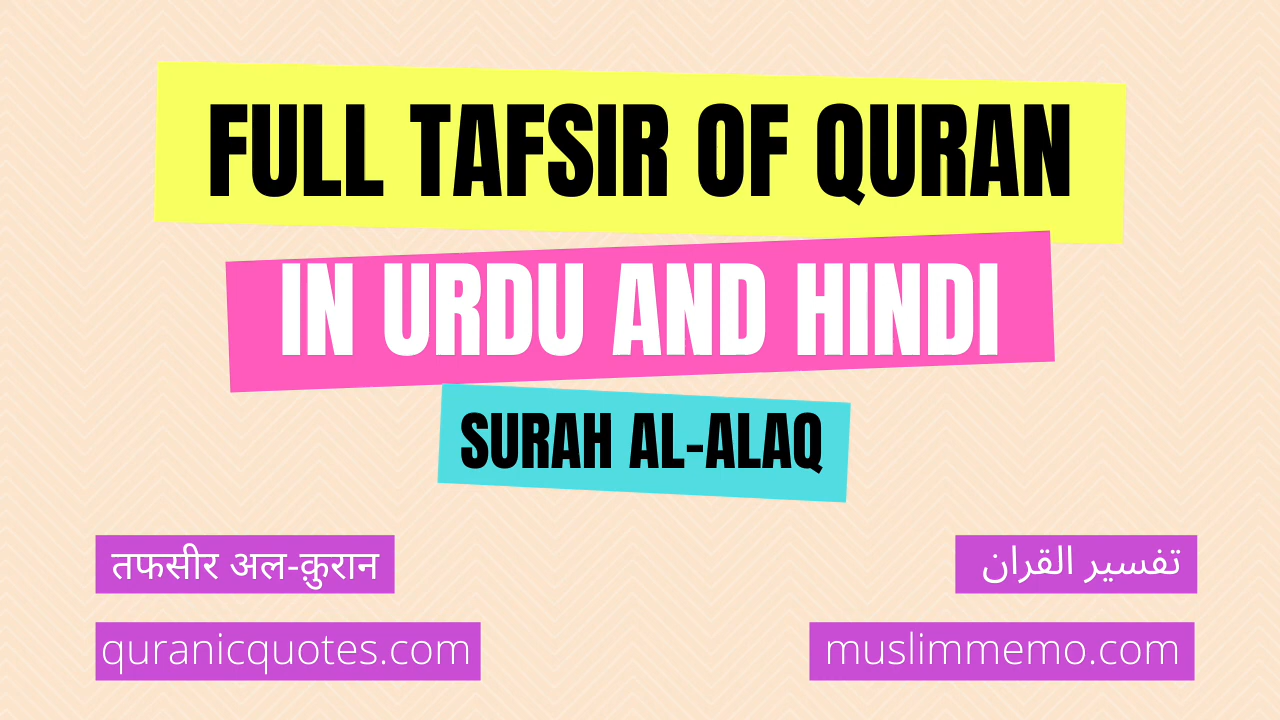 FULL TAFSIR OF QURAN
IN URDU AND HINDI
SURAH AL-ALAQ
तफसीर अल-क़ुरान
تفسير القران
quranicquotes.com
muslimmemo.com